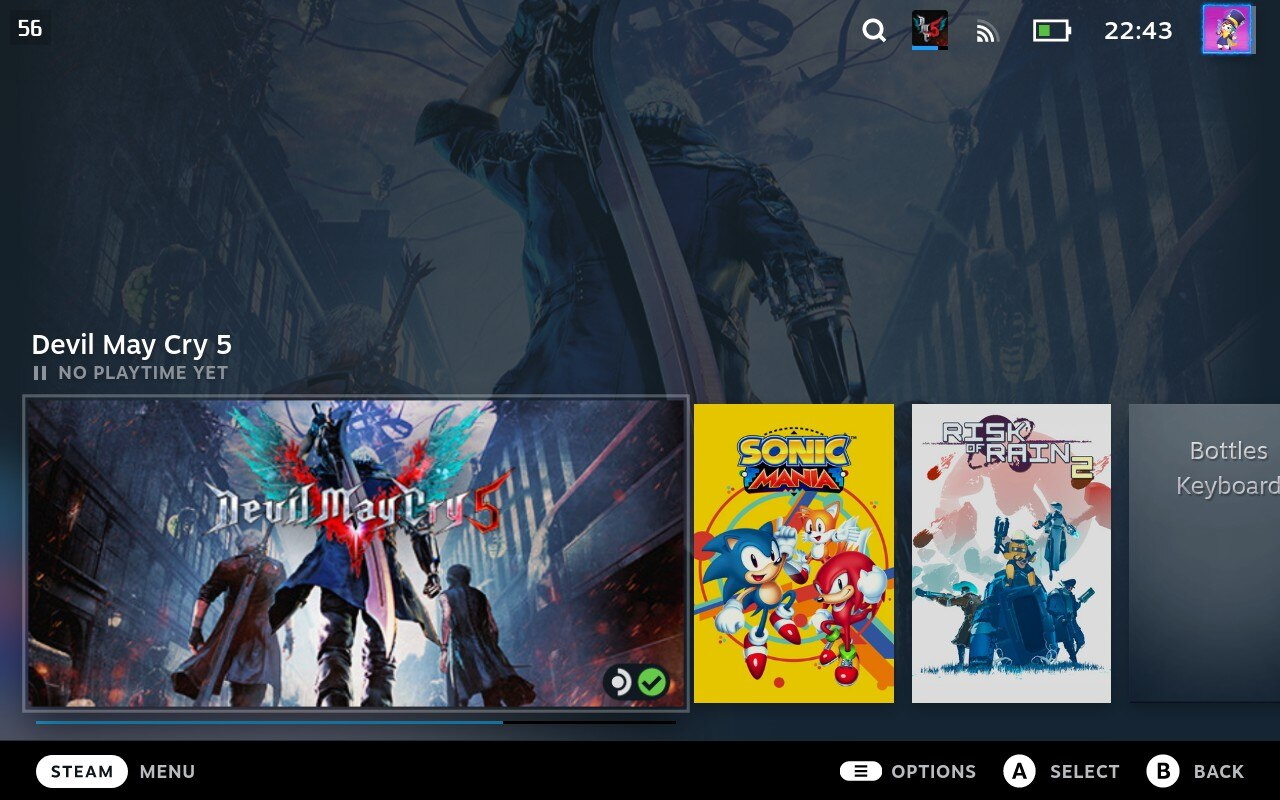 56
22:43
Devil May Cry 5
NO PLAYTIME YET
Devil May Cry 5
SONIC
MANIA
RISK
OF RAIN 2
Bottles
Keyboard
STEAM MENU
OPTIONS
A SELECT
B BACK